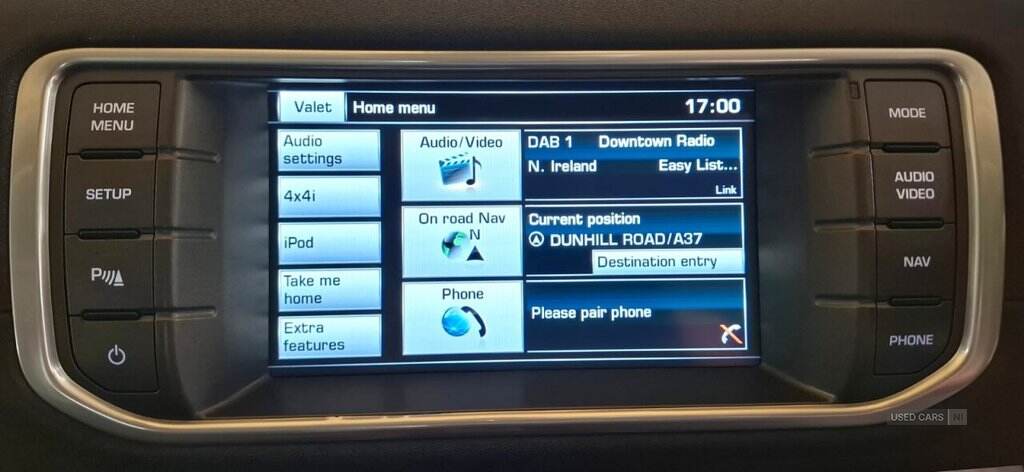 HOME
MENU
SETUP
P
Valet
Home menu
17:00
Audio
settings
4x4i
iPod
Take me
home
Extra
features
Audio/Video
On road Nav
N
Phone
DAB 1 Downtown Radio
N. Ireland Easy List...
Link
Current position
DUNHILL ROAD/A37
Destination entry
Please pair phone
MODE
AUDIO
VIDEO
NAV
PHONE
USED CARS NI